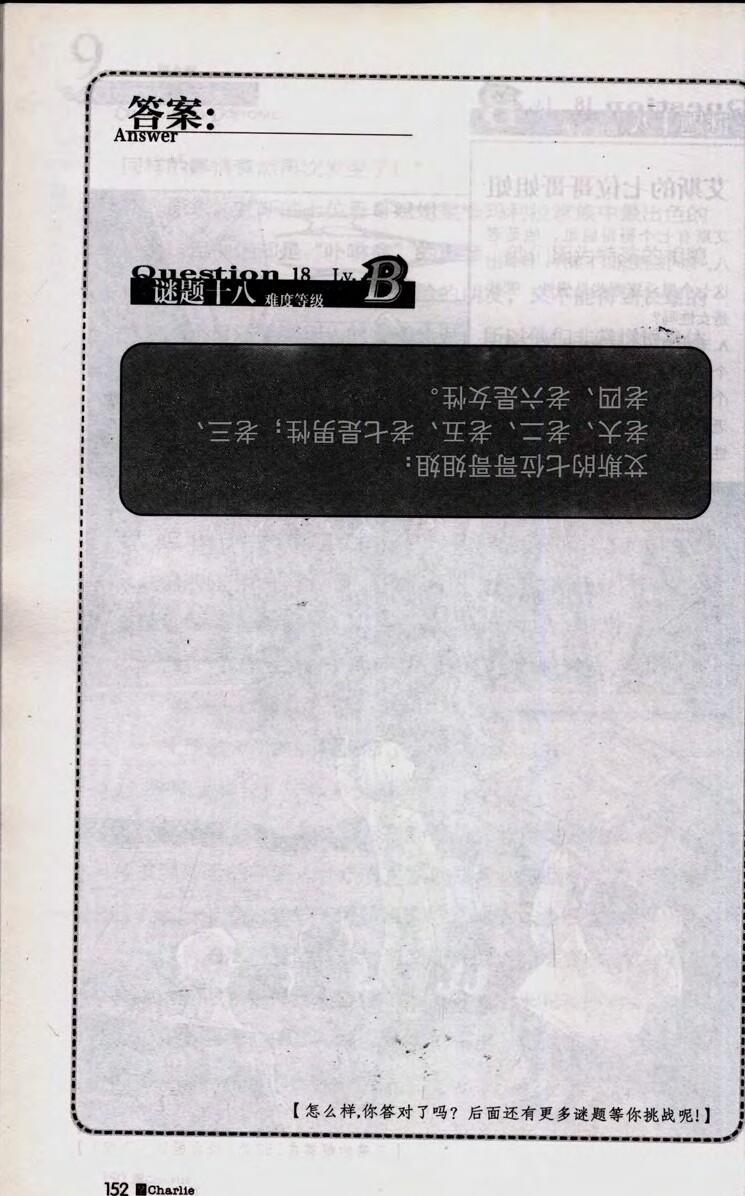 答案：
Answer
Question 18 Lv. B
谜题十八 难度等级
艾斯的七位哥哥姐姐：
老大、老二、老五、老七是男性；老三、
老四、老六是女性。
【怎么样,你答对了吗？后面还有更多谜题等你挑战呢!】
152 Charlie